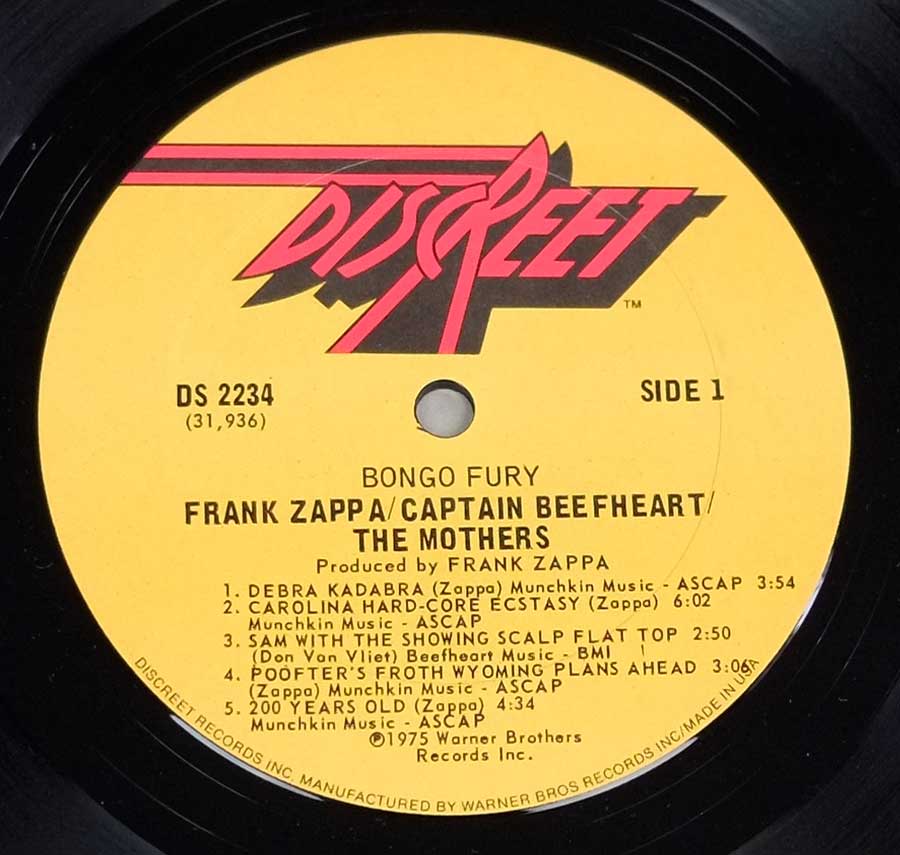 DISCREET
TM
DS 2234
(31,936)
SIDE 1
BONGO FURY
FRANK ZAPPA/CAPTAIN BEEFHEART/
THE MOTHERS
Produced by FRANK ZAPPA
1. DEBRA KADABRA (Zappa) Munchkin Music - ASCAP 3:54
2. CAROLINA HARD-CORE ECSTASY (Zappa) 6:02
Munchkin Music - ASCAP
3. SAM WITH THE SHOWING SCALP FLAT TOP 2:50
(Don Van Vliet) Beefheart Music - BMI
4. POOFTER'S FROTH WYOMING PLANS AHEAD 3:06
(Zappa) Munchkin Music - ASCAP
5. 200 YEARS OLD (Zappa) 4:34
Munchkin Music - ASCAP
℗1975 Warner Brothers
Records Inc.
DISCREET RECORDS INC. MANUFACTURED BY WARNER BROS RECORDS INC/MADE IN USA